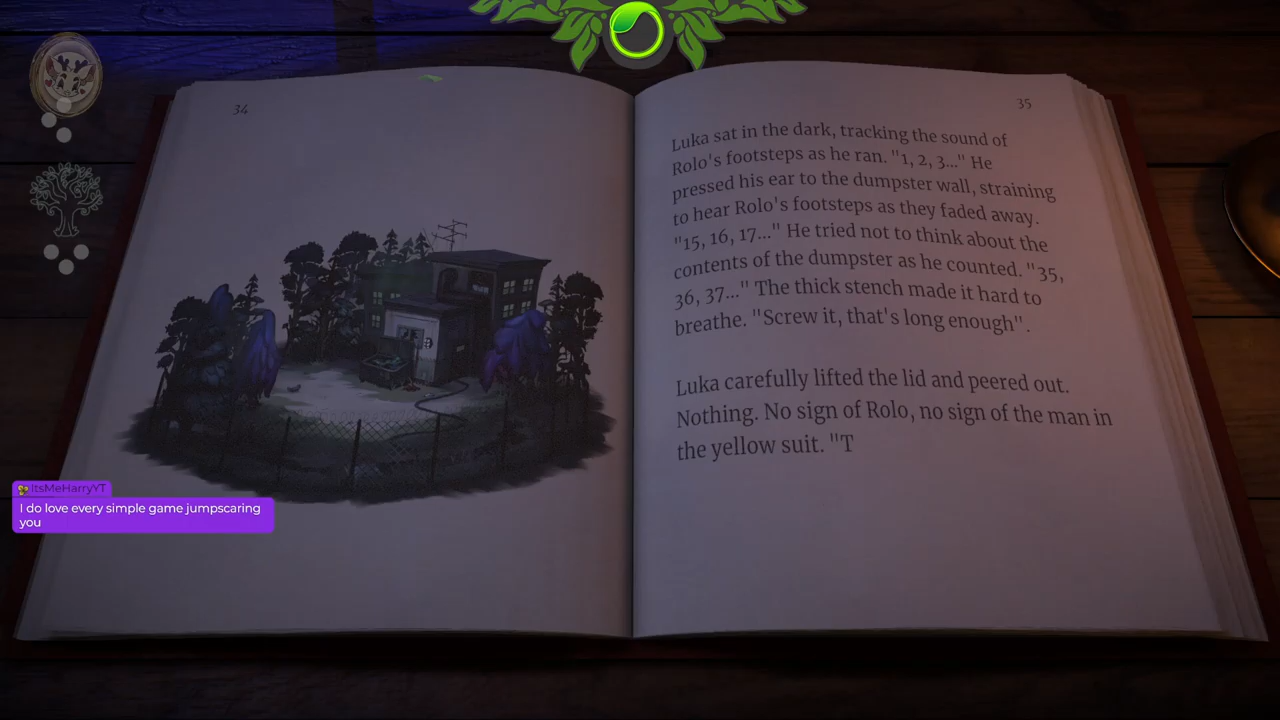 34
35
Luka sat in the dark, tracking the sound of
Rolo's footsteps as he ran. "1, 2, 3..." He
pressed his ear to the dumpster wall, straining
to hear Rolo's footsteps as they faded away.
"15, 16, 17..." He tried not to think about the
contents of the dumpster as he counted. "35,
36, 37..." The thick stench made it hard to
breathe. "Screw it, that's long enough".
Luka carefully lifted the lid and peered out.
Nothing. No sign of Rolo, no sign of the man in
the yellow suit. "T
ItsMeHarryYT
I do love every simple game jumpscaring
you